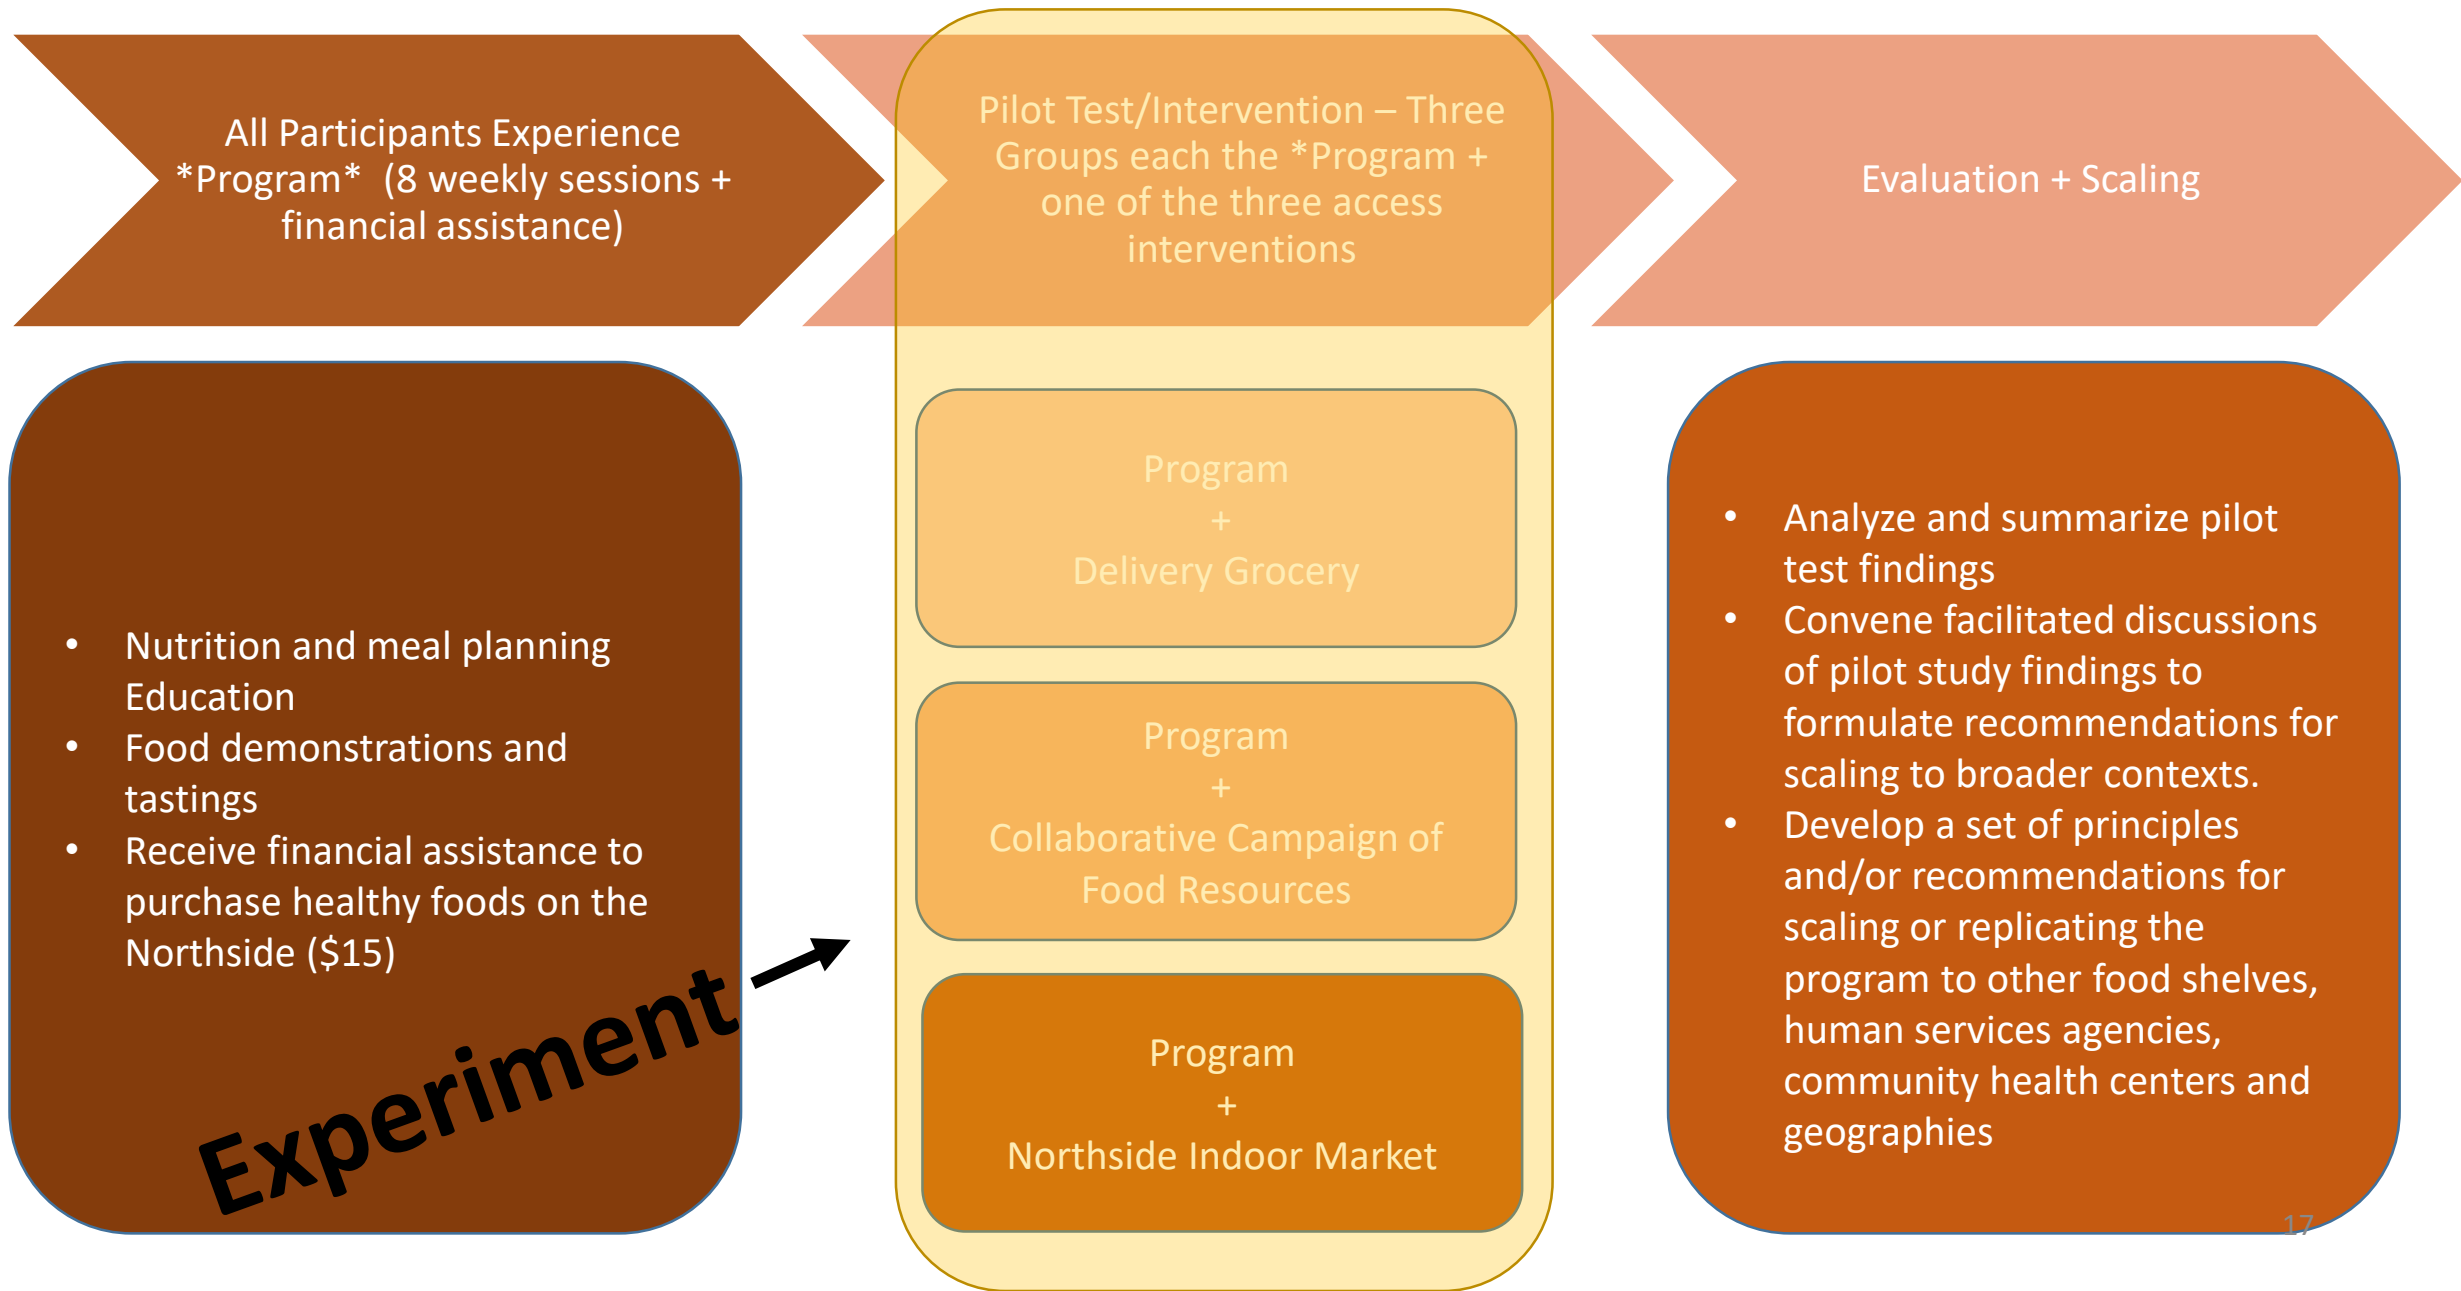 All Participants Experience
*Program*  (8 weekly sessions +
financial assistance)
Pilot Test/Intervention – Three
Groups each the *Program +
one of the three access
interventions
Evaluation + Scaling
• Nutrition and meal planning
Education
• Food demonstrations and
tastings
• Receive financial assistance to
purchase healthy foods on the
Northside ($15)
Experiment
Program
+
Delivery Grocery
Program
+
Collaborative Campaign of
Food Resources
Program
+
Northside Indoor Market
• Analyze and summarize pilot
test findings
• Convene facilitated discussions
of pilot study findings to
formulate recommendations for
scaling to broader contexts.
• Develop a set of principles
and/or recommendations for
scaling or replicating the
program to other food shelves,
human services agencies,
community health centers and
geographies
17